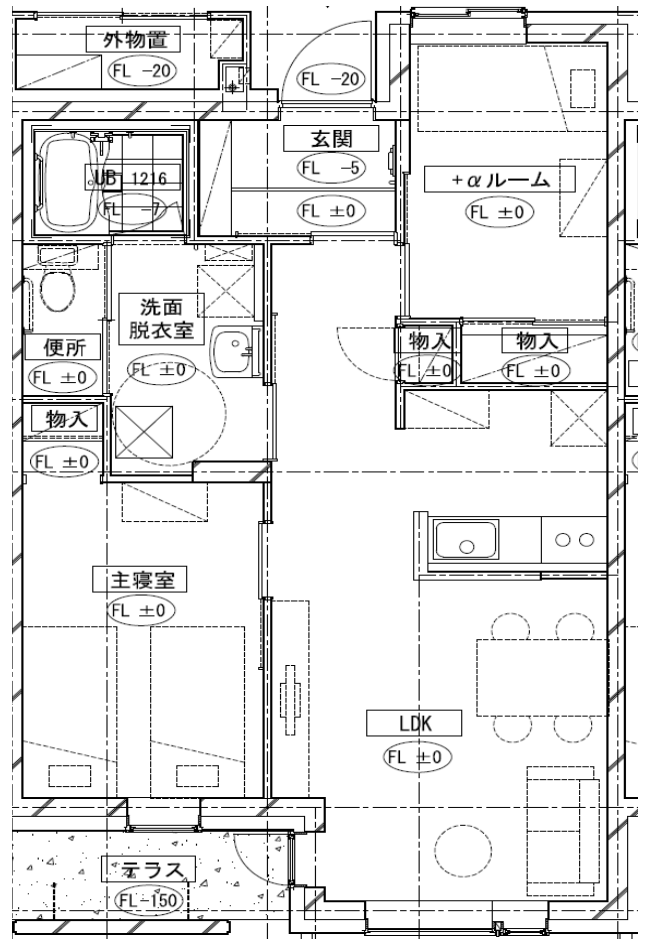 外物置
FL -20
FL -20
玄関
FL -5
FL ±0
UB 1216
FL -7
+αルーム
FL ±0
洗面
脱衣室
FL ±0
便所
FL ±0
物入
FL ±0
物入
FL ±0
物入
FL ±0
主寝室
FL ±0
LDK
FL ±0
テラス
FL -150